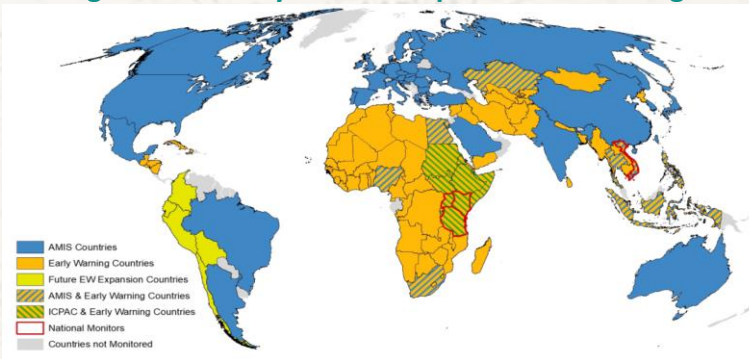 AMIS Countries
Early Warning Countries
Future EW Expansion Countries
AMIS & Early Warning Countries
ICPAC & Early Warning Countries
National Monitors
Countries not Monitored